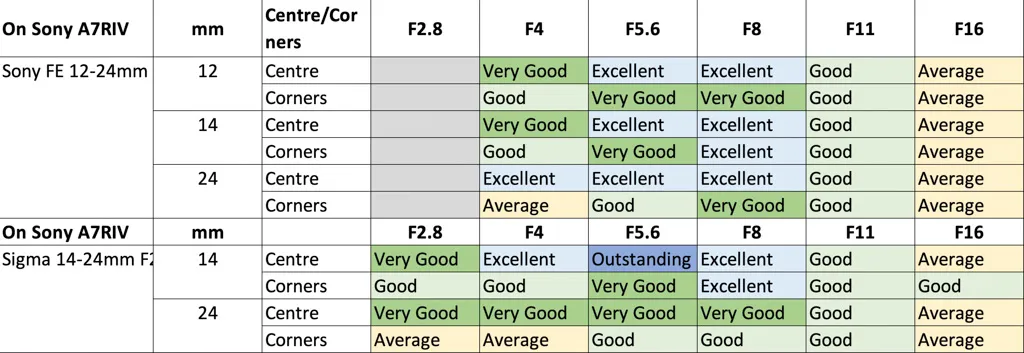 On Sony A7RIV mm Centre/Cor ners F2.8 F4 F5.6 F8 F11 F16
Sony FE 12-24mm 12 Centre Very Good Excellent Excellent Good Average
Corners Good Very Good Very Good Good Average
14 Centre Very Good Excellent Excellent Good Average
Corners Good Very Good Excellent Good Average
24 Centre Excellent Excellent Excellent Good Average
Corners Average Good Very Good Good Average
On Sony A7RIV mm F2.8 F4 F5.6 F8 F11 F16
Sigma 14-24mm F2 14 Centre Very Good Excellent Outstanding Excellent Good Average
Corners Good Good Very Good Excellent Good Good
24 Centre Very Good Very Good Very Good Very Good Good Average
Corners Average Average Good Good Good Average